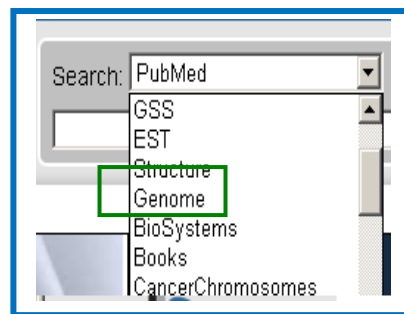 Search: PubMed
GSS
EST
Structure
Genome
BioSystems
Books
CancerChromosomes